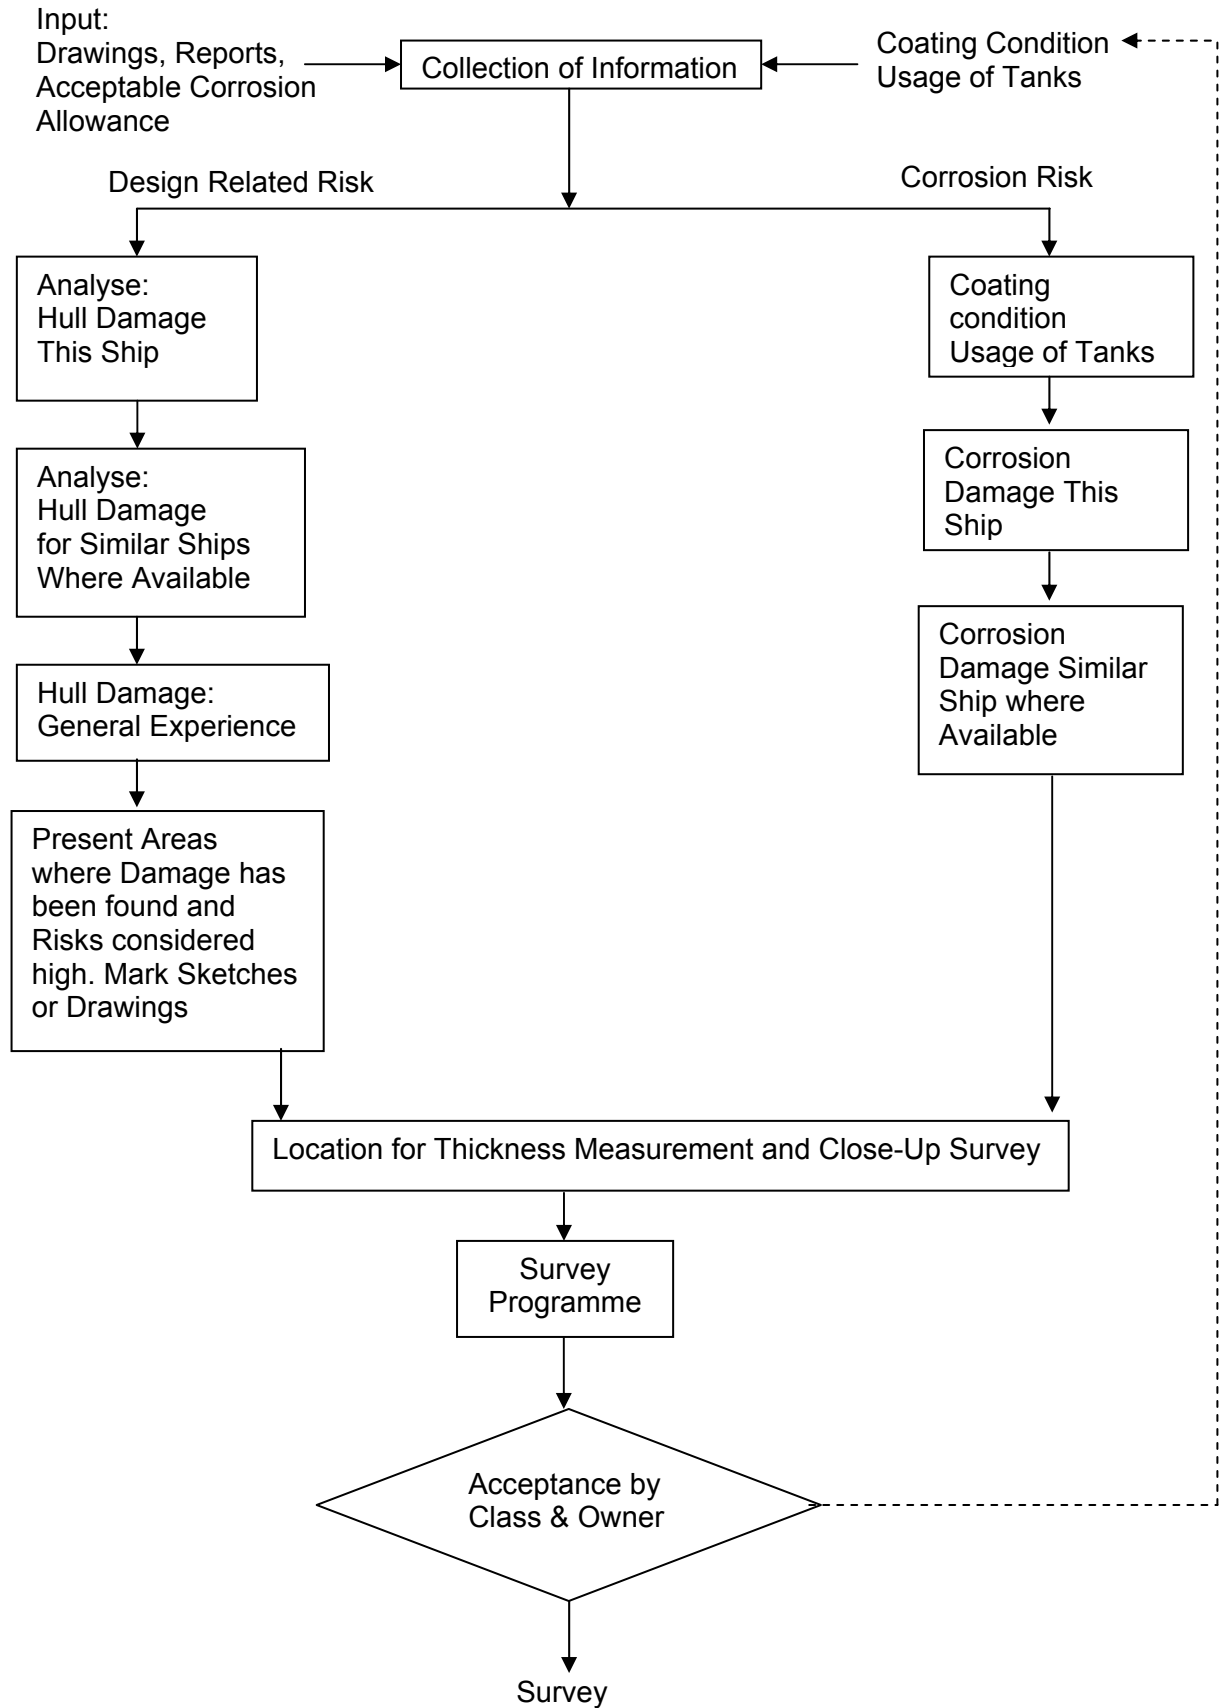 Input:
Drawings, Reports,
Acceptable Corrosion
Allowance
Collection of Information
Coating Condition
Usage of Tanks
Design Related Risk
Corrosion Risk
Analyse:
Hull Damage
This Ship
Analyse:
Hull Damage
for Similar Ships
Where Available
Hull Damage:
General Experience
Present Areas
where Damage has
been found and
Risks considered
high. Mark Sketches
or Drawings
Coating
condition
Usage of Tanks
Corrosion
Damage This
Ship
Corrosion
Damage Similar
Ship where
Available
Location for Thickness Measurement and Close-Up Survey
Survey
Programme
Acceptance by
Class & Owner
Survey